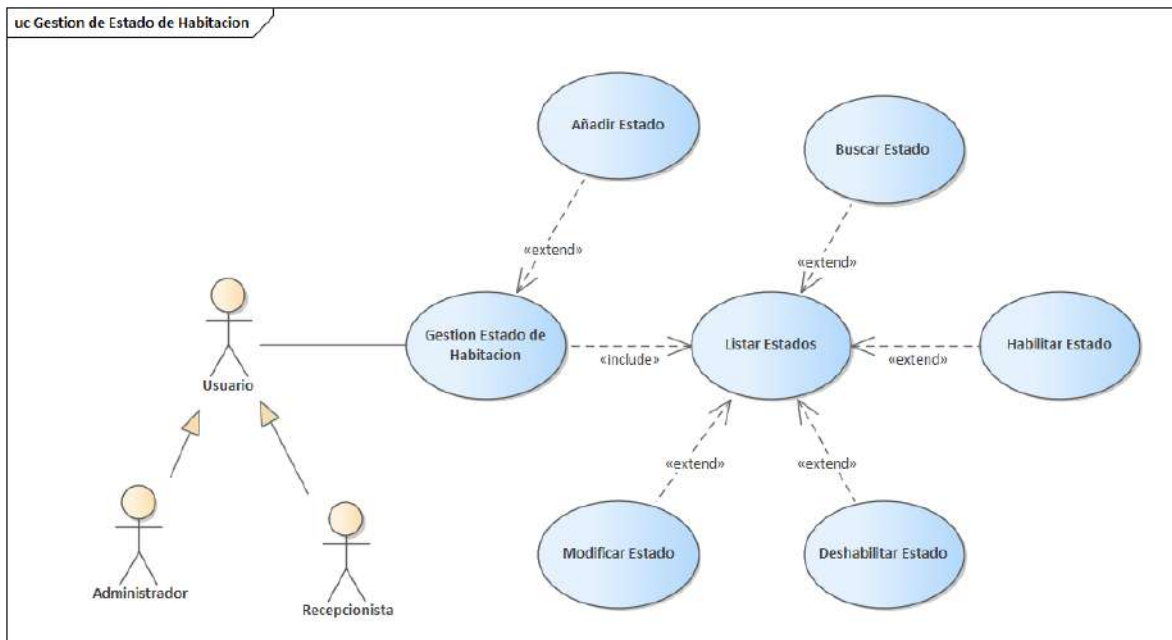 uc Gestion de Estado de Habitacion
Añadir Estado
Buscar Estado
«extend»
«extend»
Gestion Estado de
Habitacion
«include»
Listar Estados
«extend»
Habilitar Estado
Usuario
«extend»
«extend»
Modificar Estado
Deshabilitar Estado
Administrador
Recepcionista